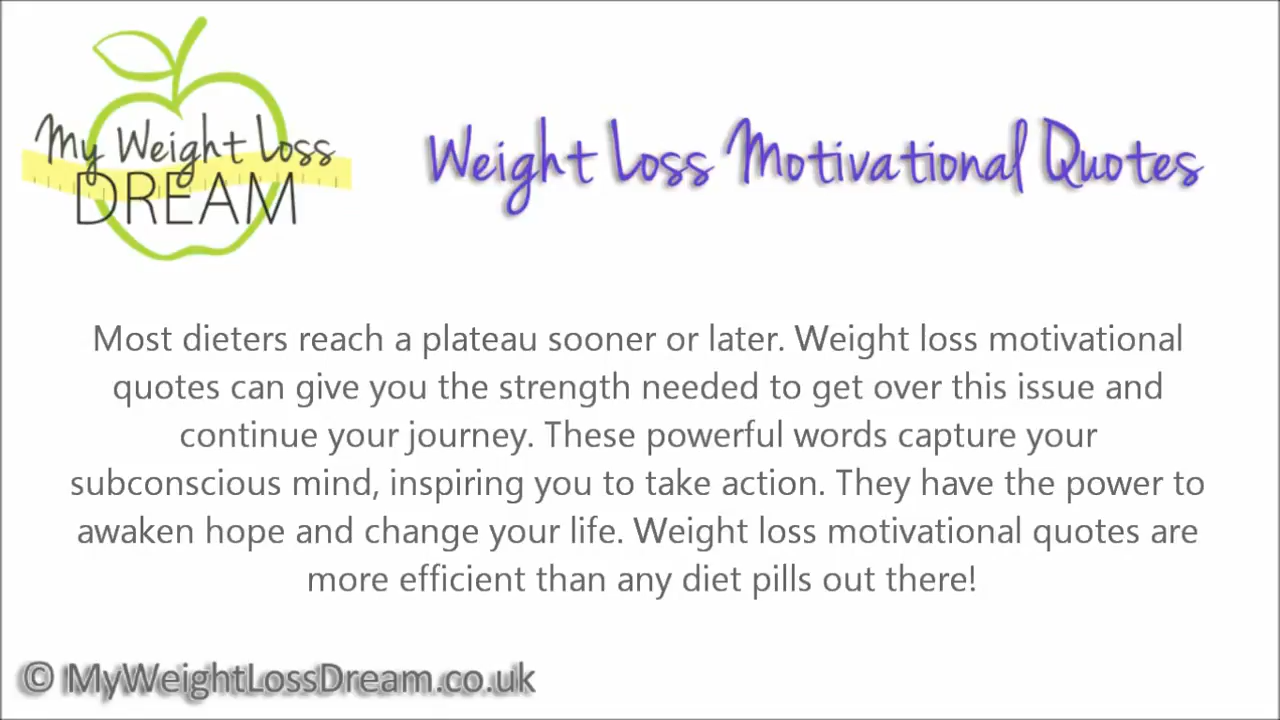 My Weight Loss
DREAM
Weight Loss Motivational Quotes
Most dieters reach a plateau sooner or later. Weight loss motivational
quotes can give you the strength needed to get over this issue and
continue your journey. These powerful words capture your
subconscious mind, inspiring you to take action. They have the power to
awaken hope and change your life. Weight loss motivational quotes are
more efficient than any diet pills out there!
© MyWeightLossDream.co.uk